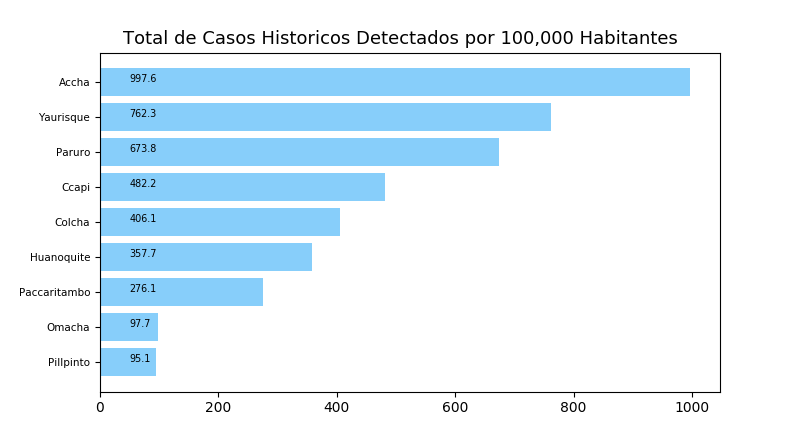 Total de Casos Historicos Detectados por 100,000 Habitantes
Accha 997.6
Yaurisque 762.3
Paruro 673.8
Ccapi 482.2
Colcha 406.1
Huanoquite 357.7
Paccaritambo 276.1
Omacha 97.7
Pillpinto 95.1
0 200 400 600 800 1000